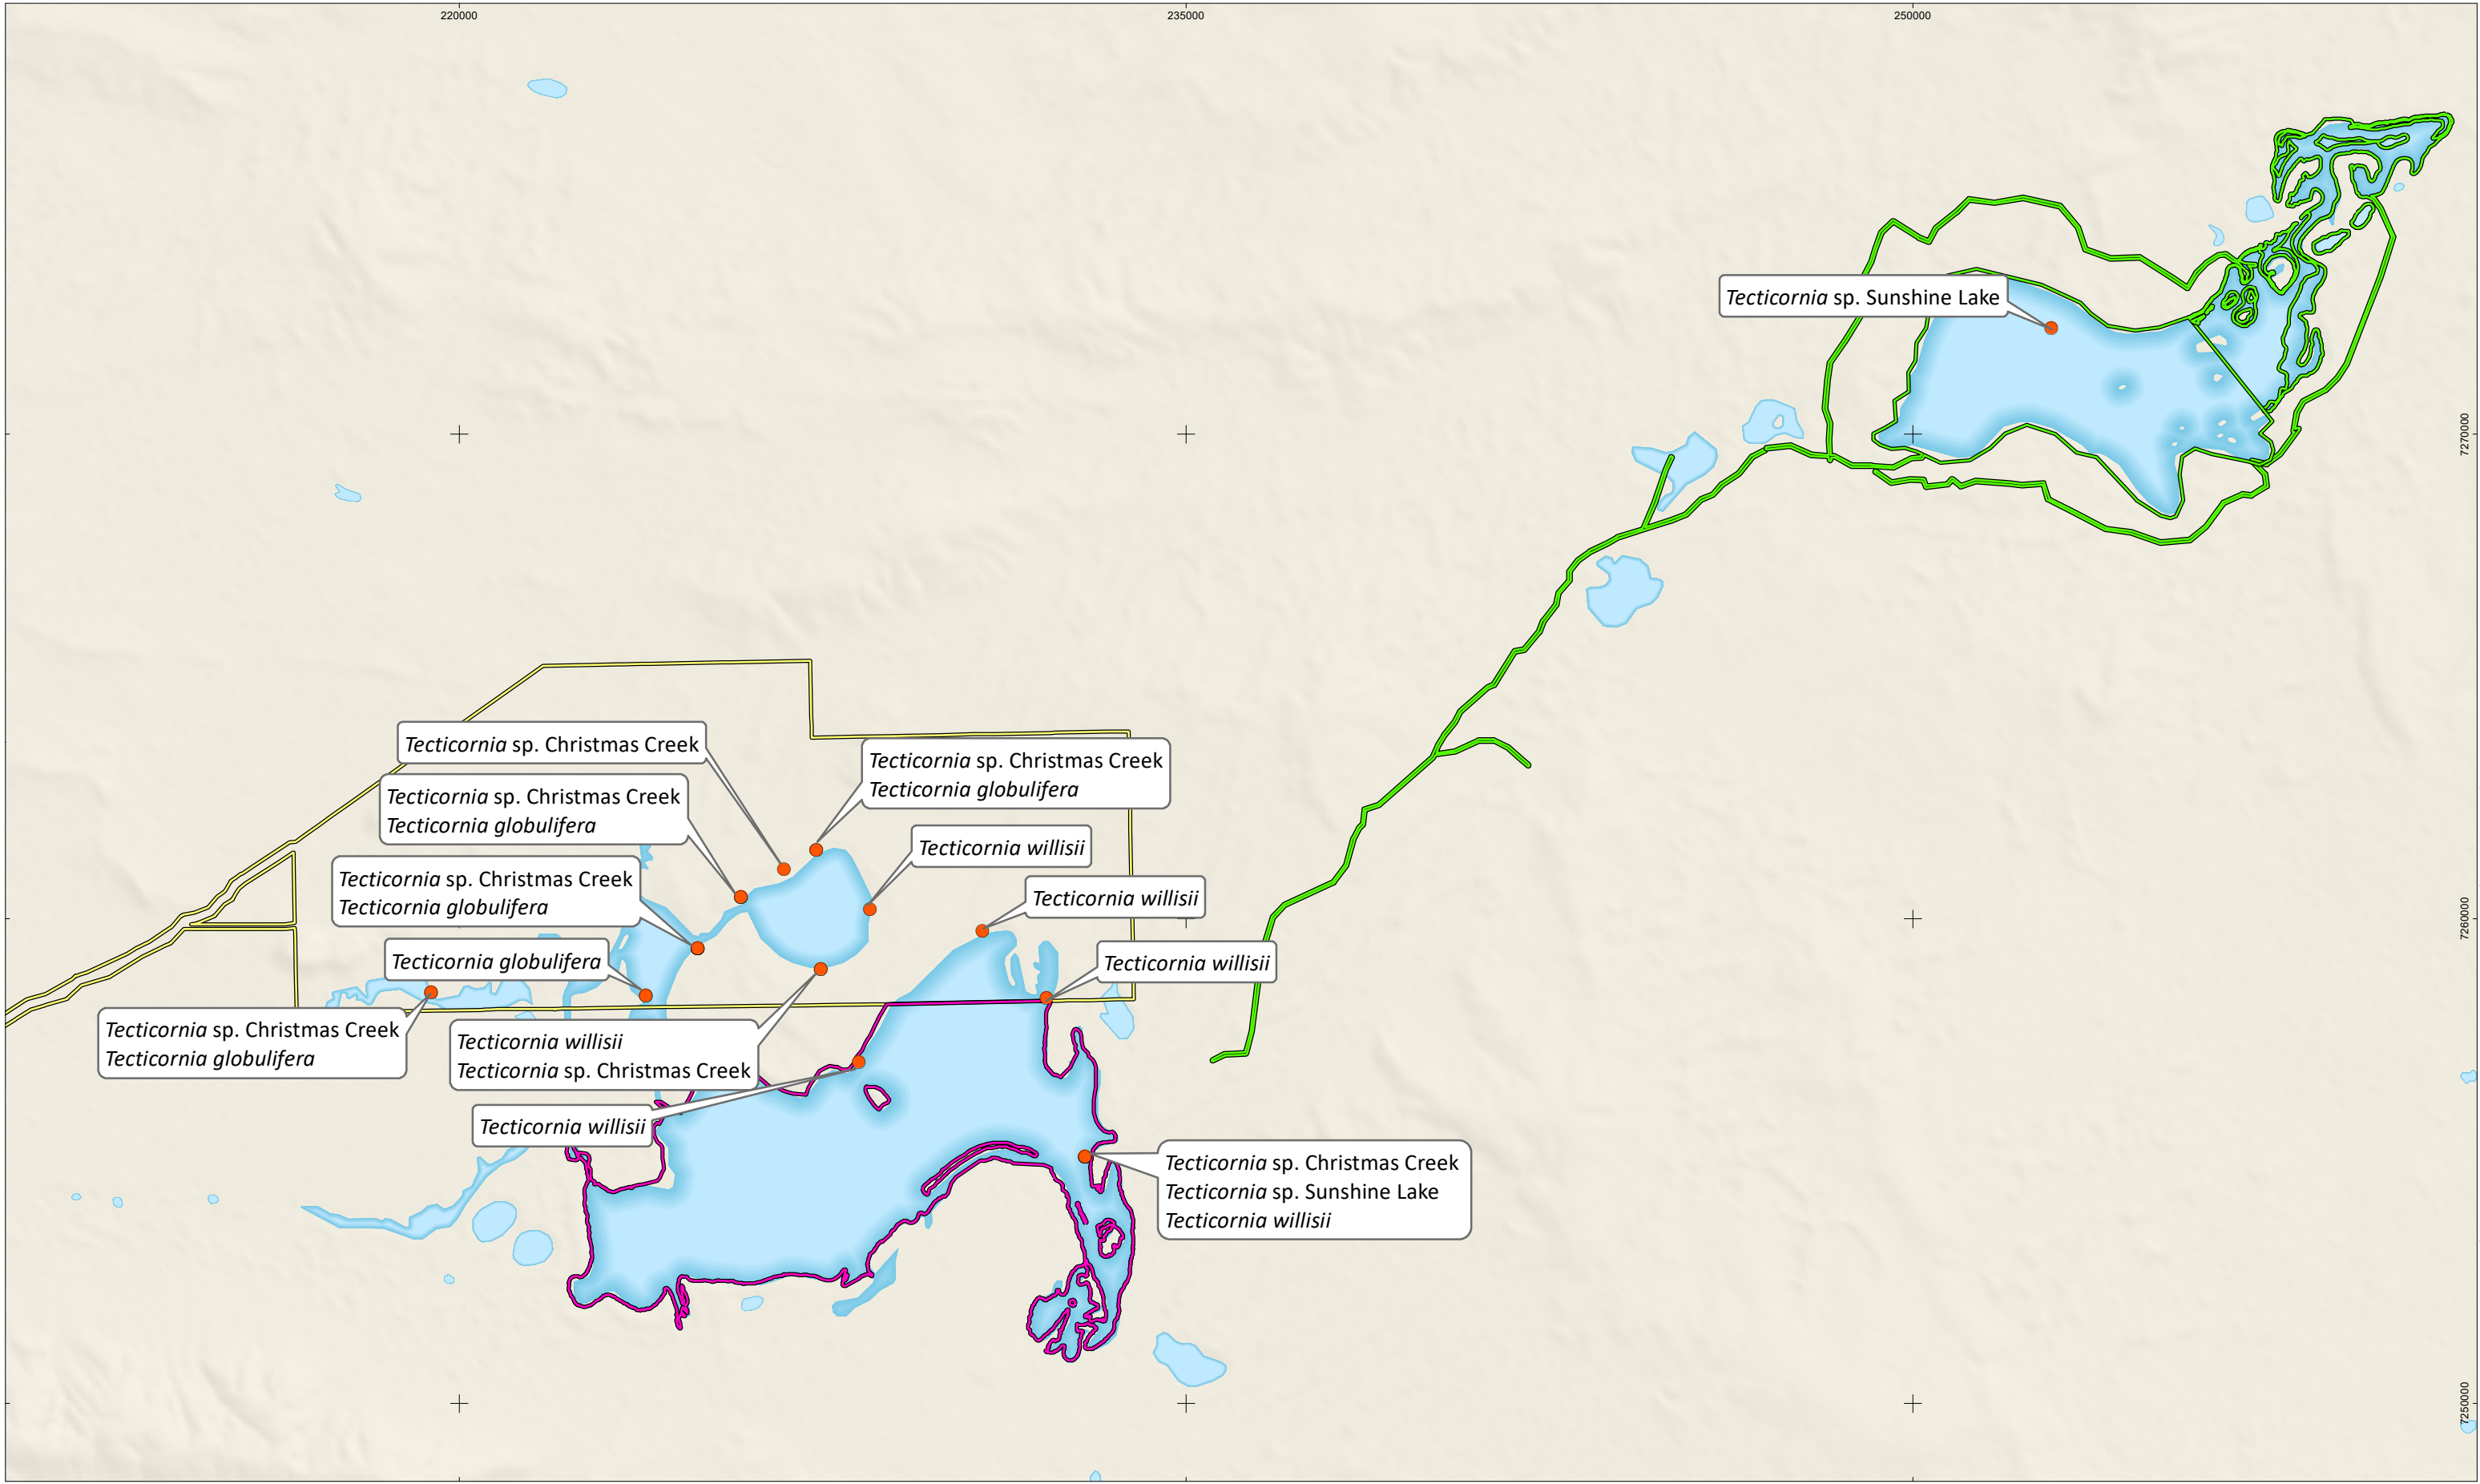 220000
235000
250000
Tecticornia sp. Sunshine Lake
7270000
Tecticornia sp. Christmas Creek
Tecticornia sp. Christmas Creek
Tecticornia globulifera
Tecticornia sp. Christmas Creek
Tecticornia globulifera
Tecticornia willisii
Tecticornia sp. Christmas Creek
Tecticornia globulifera
Tecticornia willisii
7260000
Tecticornia globulifera
Tecticornia willisii
Tecticornia sp. Christmas Creek
Tecticornia globulifera
Tecticornia willisii
Tecticornia sp. Christmas Creek
Tecticornia willisii
Tecticornia sp. Christmas Creek
Tecticornia sp. Sunshine Lake
Tecticornia willisii
7250000